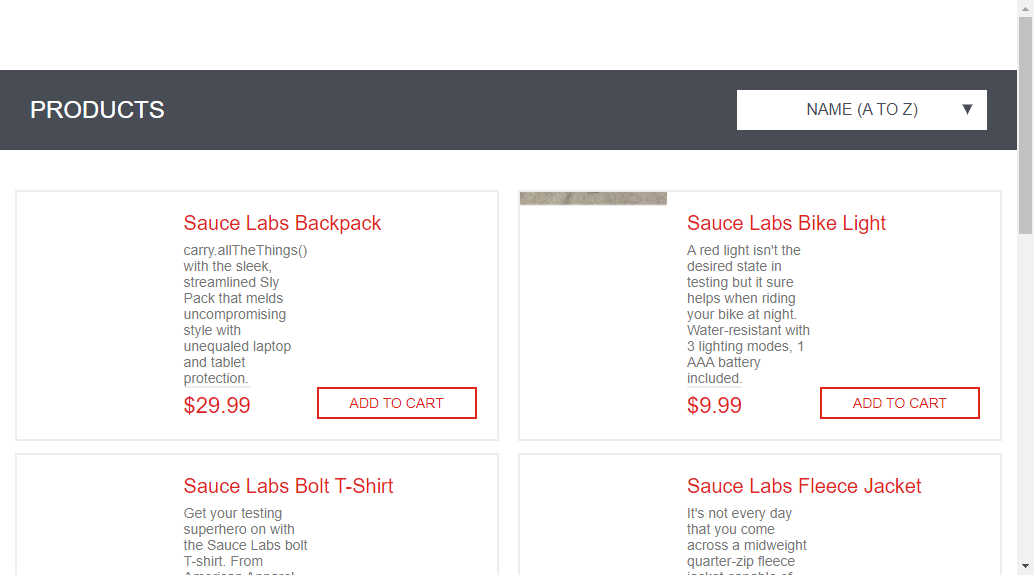 PRODUCTS
NAME (A TO Z) ▼
Sauce Labs Backpack
carry.allTheThings()
with the sleek,
streamlined Sly
Pack that melds
uncompromising
style with
unequaled laptop
and tablet
protection.
$29.99
ADD TO CART
Sauce Labs Bike Light
A red light isn't the
desired state in
testing but it sure
helps when riding
your bike at night.
Water-resistant with
3 lighting modes, 1
AAA battery
included.
$9.99
ADD TO CART
Sauce Labs Bolt T-Shirt
Get your testing
superhero on with
the Sauce Labs bolt
T-shirt. From
American Apparel
Sauce Labs Fleece Jacket
It's not every day
that you come
across a midweight
quarter-zip fleece
jacket capable of